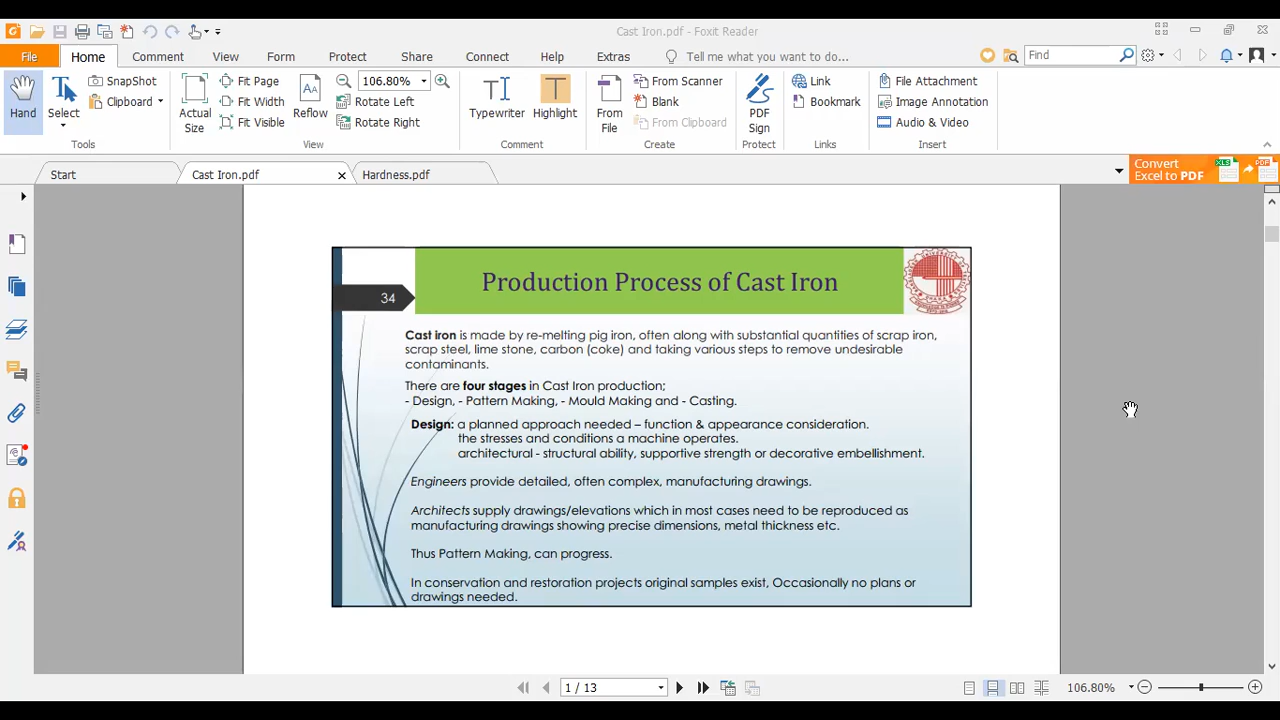 Cast Iron.pdf - Foxit Reader
File Home Comment View Form Protect Share Connect Help Extras Tell me what you want to do... Find
Hand
Select
SnapShot
Clipboard
Tools
Actual Size
Fit Page
Fit Width
Fit Visible
Reflow
106.80%
Rotate Left
Rotate Right
View
Typewriter
Highlight
Comment
From File
From Scanner
Blank
From Clipboard
Create
PDF Sign
Protect
Link
Bookmark
Links
File Attachment
Image Annotation
Audio & Video
Insert
Start Cast Iron.pdf Hardness.pdf
Convert
Excel to PDF
34
Production Process of Cast Iron
Cast iron is made by re-melting pig iron, often along with substantial quantities of scrap iron,
scrap steel, lime stone, carbon (coke) and taking various steps to remove undesirable
contaminants.
There are four stages in Cast Iron production;
- Design, - Pattern Making, - Mould Making and - Casting.
Design: a planned approach needed – function & appearance consideration.
the stresses and conditions a machine operates.
architectural - structural ability, supportive strength or decorative embellishment.
Engineers provide detailed, often complex, manufacturing drawings.
Architects supply drawings/elevations which in most cases need to be reproduced as
manufacturing drawings showing precise dimensions, metal thickness etc.
Thus Pattern Making, can progress.
In conservation and restoration projects original samples exist, Occasionally no plans or
drawings needed.
1 / 13
106.80%